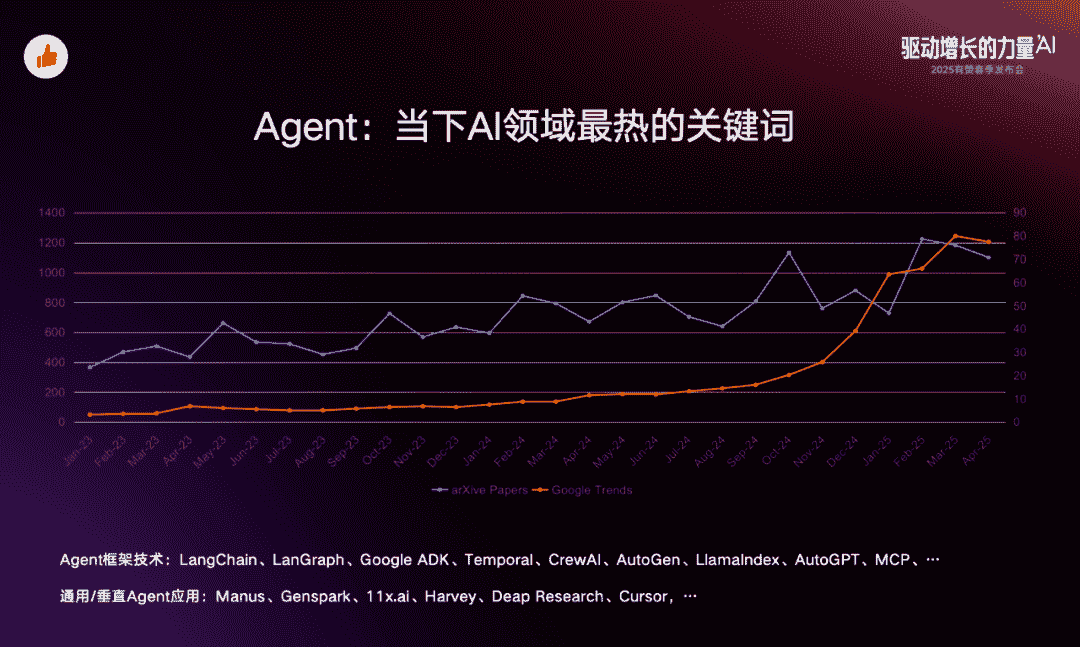 驱动增长的力量 AI
2025有赞春季发布会
Agent：当下AI领域最热的关键词
1400
1200
1000
800
600
400
200
0
90
80
70
60
50
40
30
20
10
0
Jan-23
Feb-23
Mar-23
Apr-23
May-23
Jun-23
Jul-23
Aug-23
Sep-23
Oct-23
Nov-23
Dec-23
Jan-24
Feb-24
Mar-24
Apr-24
May-24
Jun-24
Jul-24
Aug-24
Sep-24
Oct-24
Nov-24
Dec-24
Jan-25
Feb-25
Mar-25
Apr-25
arXive Papers Google Trends
Agent框架技术：LangChain、LanGraph、Google ADK、Temporal、CrewAI、AutoGen、LlamaIndex、AutoGPT、MCP、…
通用/垂直Agent应用：Manus、Genspark、11x.ai、Harvey、Deap Research、Cursor，…